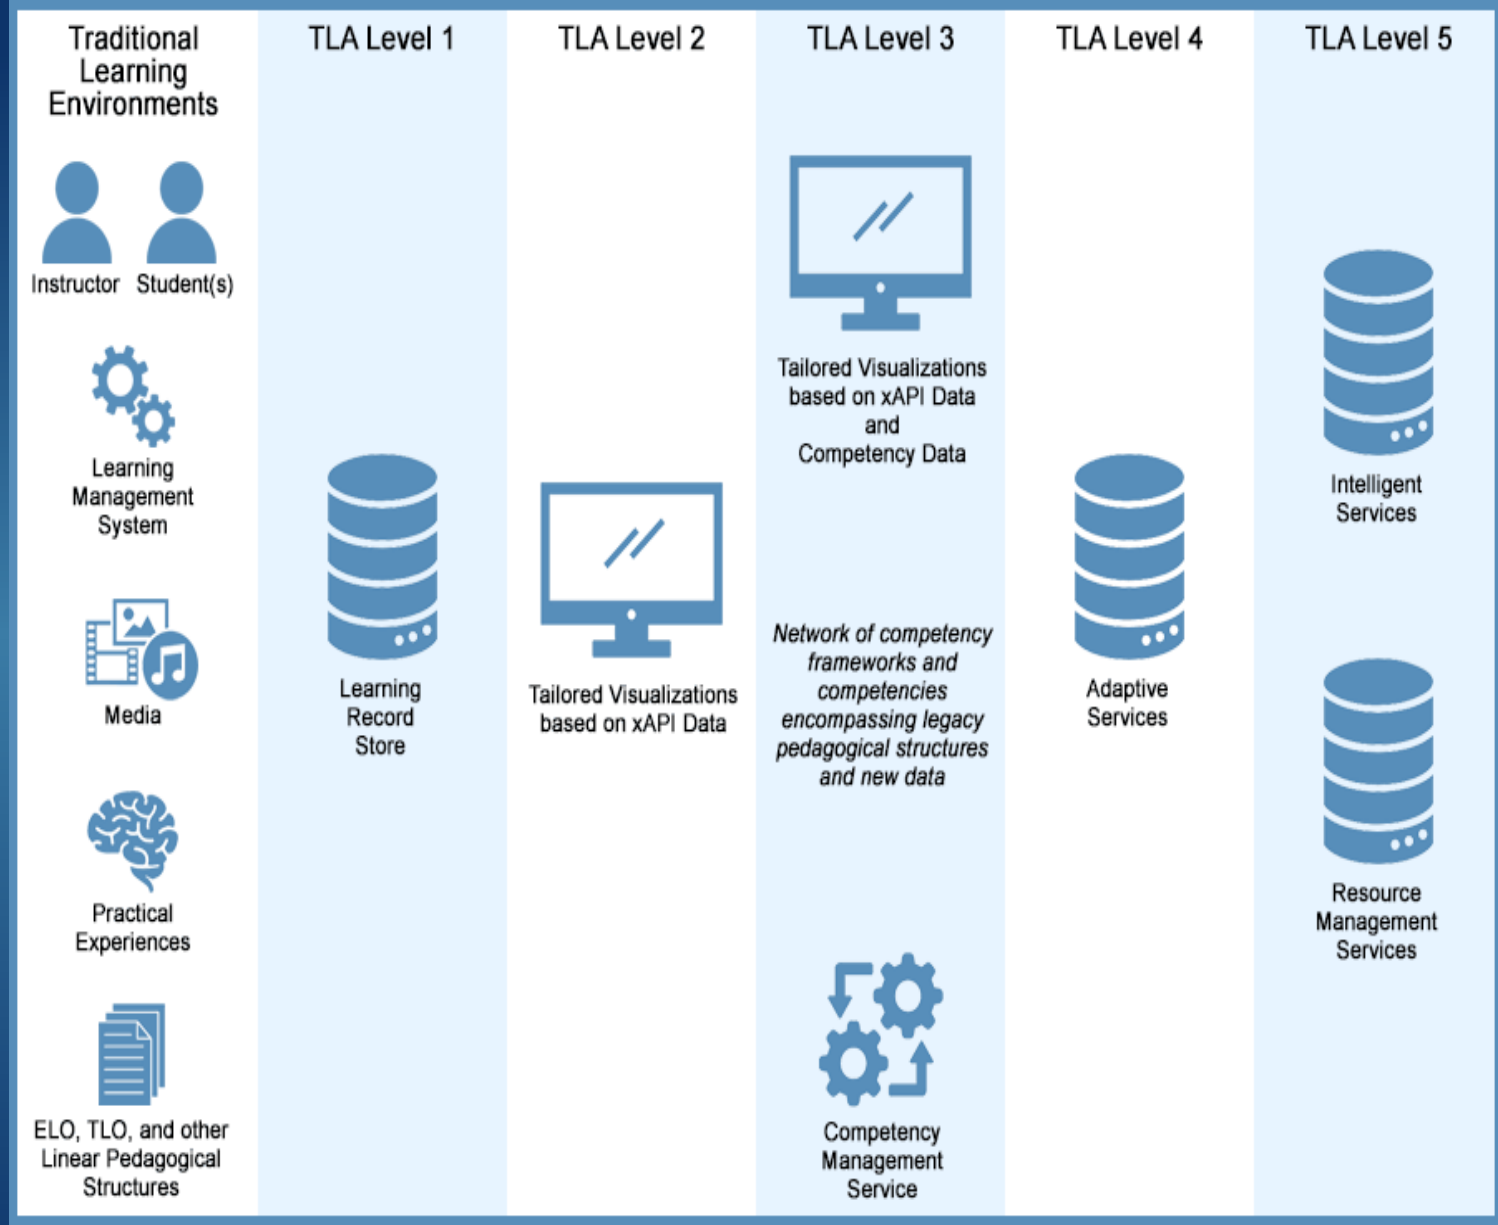 Traditional
Learning
Environments
Instructor
Student(s)
Learning
Management
System
Media
Practical
Experiences
ELO, TLO, and other
Linear Pedagogical
Structures
TLA Level 1
Learning
Record
Store
TLA Level 2
Tailored Visualizations
based on xAPI Data
TLA Level 3
Tailored Visualizations
based on xAPI Data
and
Competency Data
Network of competency
frameworks and
competencies
encompassing legacy
pedagogical structures
and new data
Competency
Management
Service
TLA Level 4
Adaptive
Services
TLA Level 5
Intelligent
Services
Resource
Management
Services